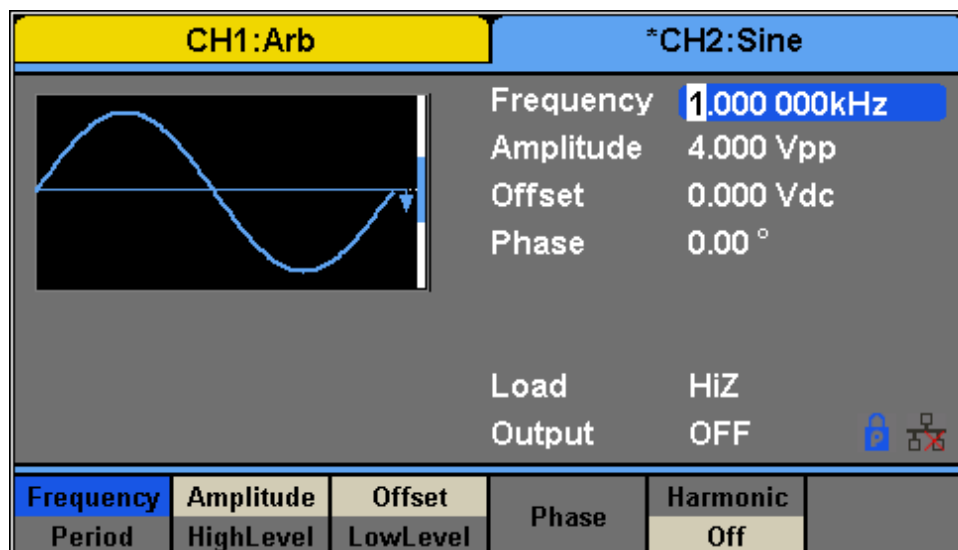 CH1:Arb *CH2:Sine
Frequency 1.000 000kHz
Amplitude 4.000 Vpp
Offset 0.000 Vdc
Phase 0.00 °
Load HiZ
Output OFF
P
Frequency Amplitude Offset Phase Harmonic
Period HighLevel LowLevel Off